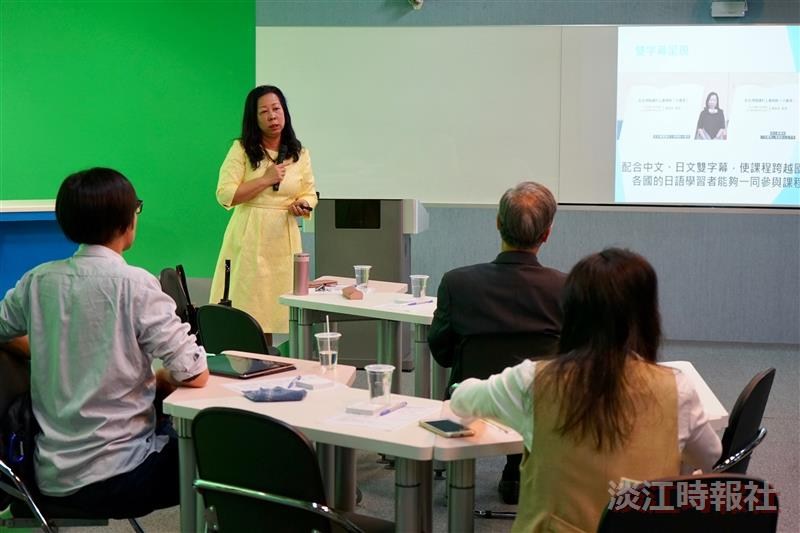 雙字幕呈現
配合中文、日文雙字幕，使課程跨越國
各國的日語學習者能夠一同參與課程
淡江時報社